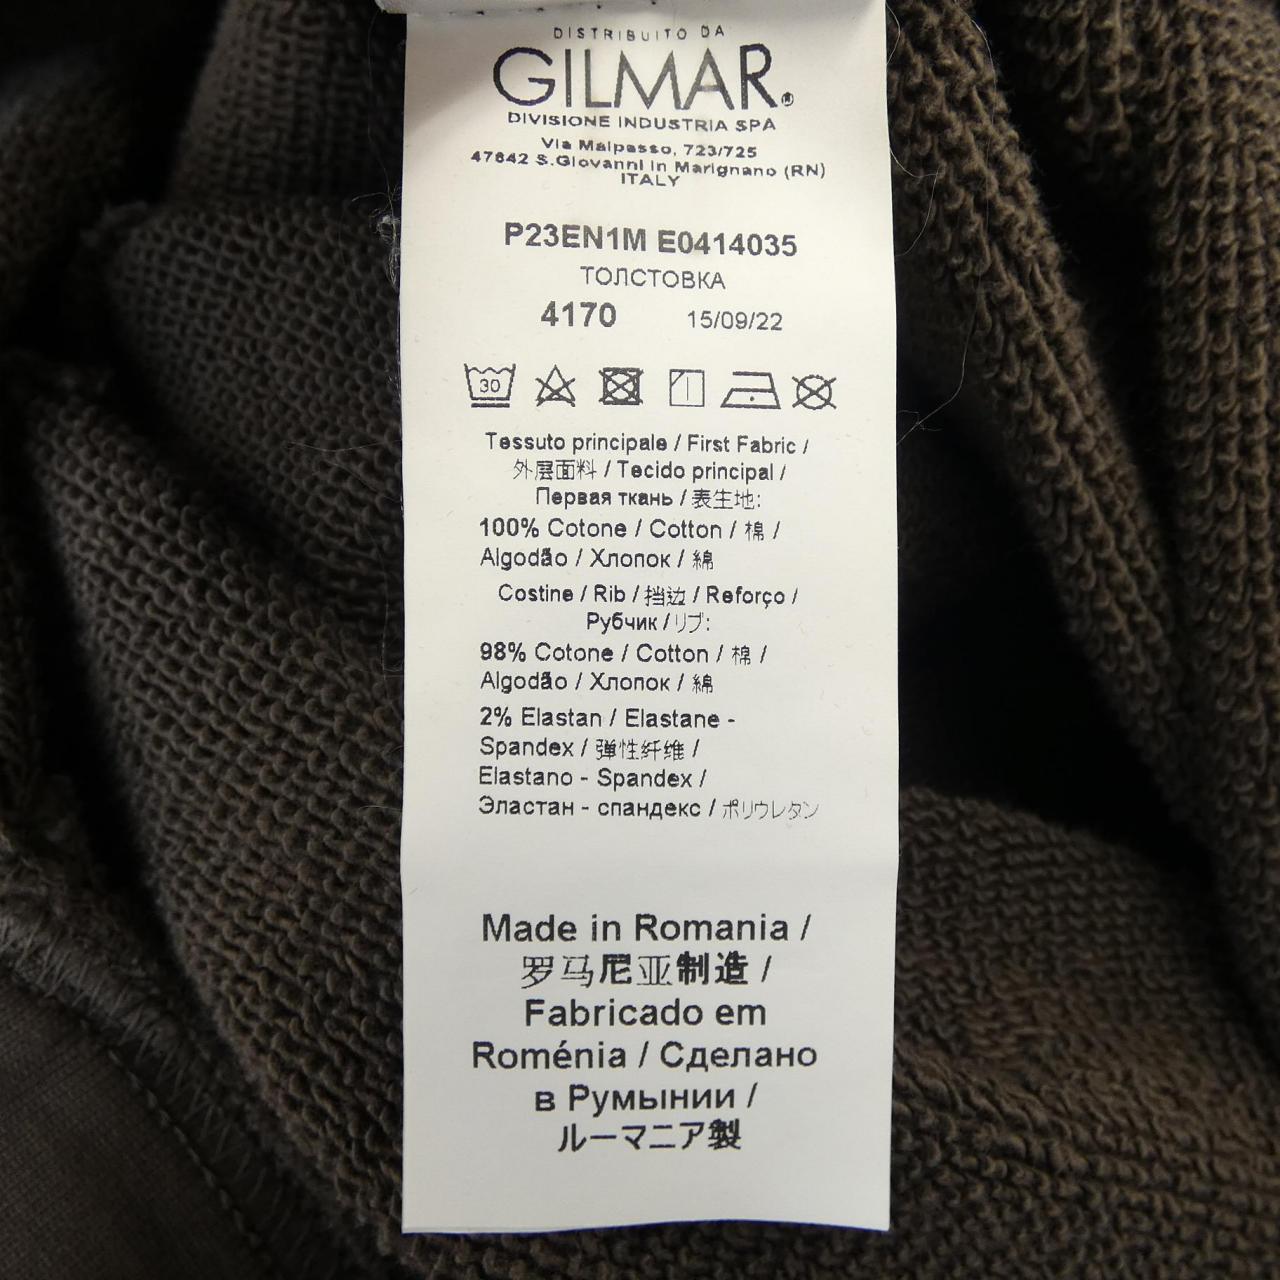 DISTRIBUITO DA
GILMAR®
DIVISIONE INDUSTRIA SPA
Via Malpasso, 723/725
47842 S.Giovanni in Marignano (RN)
ITALY
P23EN1M E0414035
ТОЛСТОВКА
4170 15/09/22
30
Tessuto principale / First Fabric /
外层面料 / Tecido principal /
Первая ткань / 表生地:
100% Cotone / Cotton / 棉 /
Algodão / Хлопок / 綿
Costine / Rib / 挡边 / Reforço /
Рубчик / リブ:
98% Cotone / Cotton / 棉 /
Algodão / Хлопок / 綿
2% Elastan / Elastane -
Spandex / 弹性纤维 /
Elastano - Spandex /
Эластан - спандекс / ポリウレタン
Made in Romania /
罗马尼亚制造 /
Fabricado em
Roménia / Сделано
в Румынии /
ルーマニア製